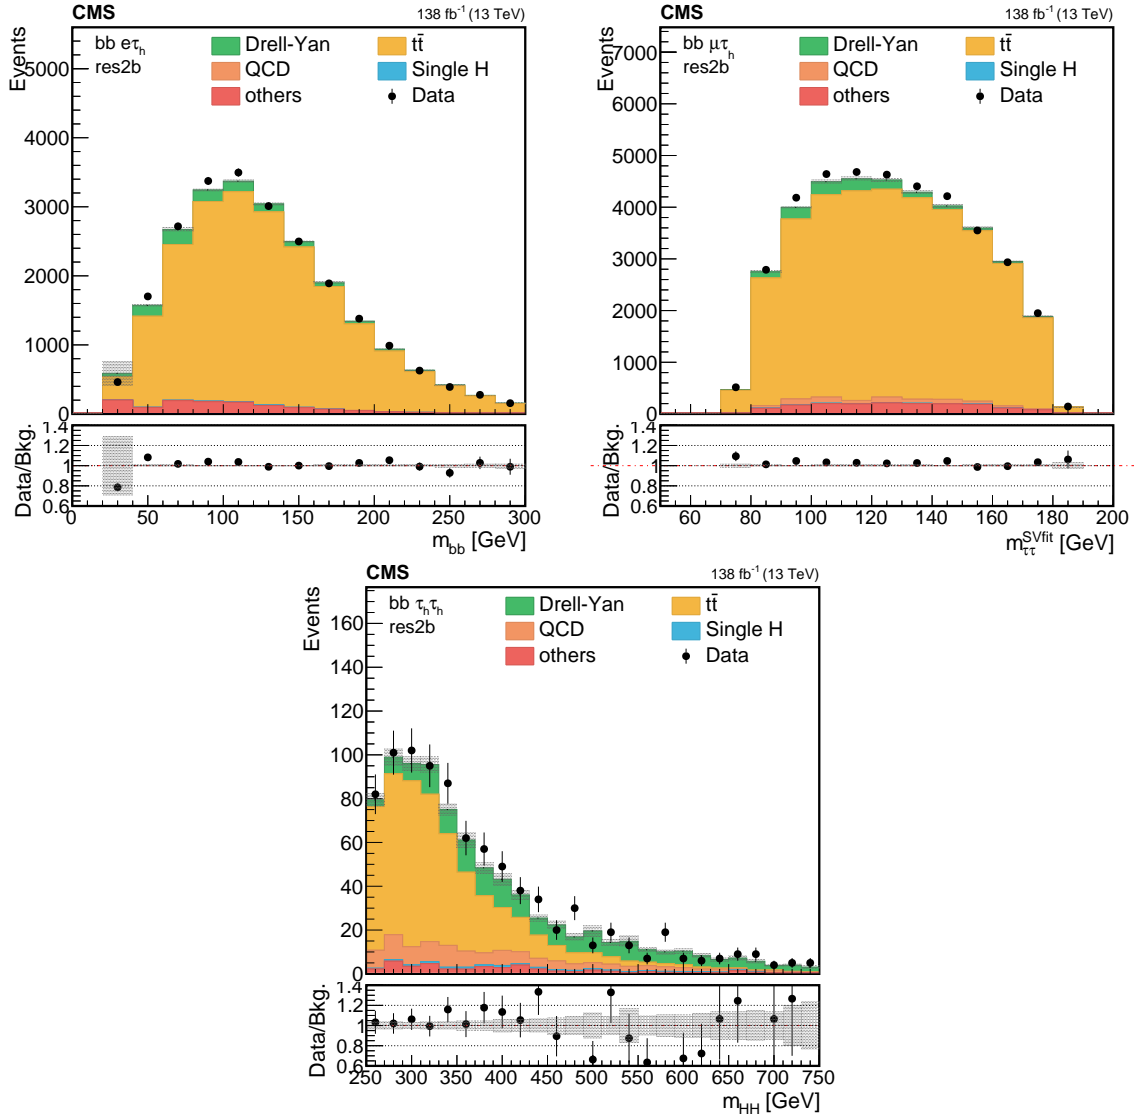 CMS 138 fb⁻¹ (13 TeV)
Events
bb eτ_h
res2b
Drell-Yan tt̄
QCD Single H
others Data
5000
4000
3000
2000
1000
0
Data/Bkg.
1.4
1.2
1
0.8
0.6
0 50 100 150 200 250 300
m_bb [GeV]
CMS 138 fb⁻¹ (13 TeV)
Events
bb μτ_h
res2b
Drell-Yan tt̄
QCD Single H
others Data
7000
6000
5000
4000
3000
2000
1000
0
Data/Bkg.
1.4
1.2
1
0.8
0.6
60 80 100 120 140 160 180 200
m_ττ^SVfit [GeV]
CMS 138 fb⁻¹ (13 TeV)
Events
bb τ_hτ_h
res2b
Drell-Yan tt̄
QCD Single H
others Data
160
140
120
100
80
60
40
20
0
Data/Bkg.
1.4
1.2
1
0.8
0.6
250 300 350 400 450 500 550 600 650 700 750
m_HH [GeV]